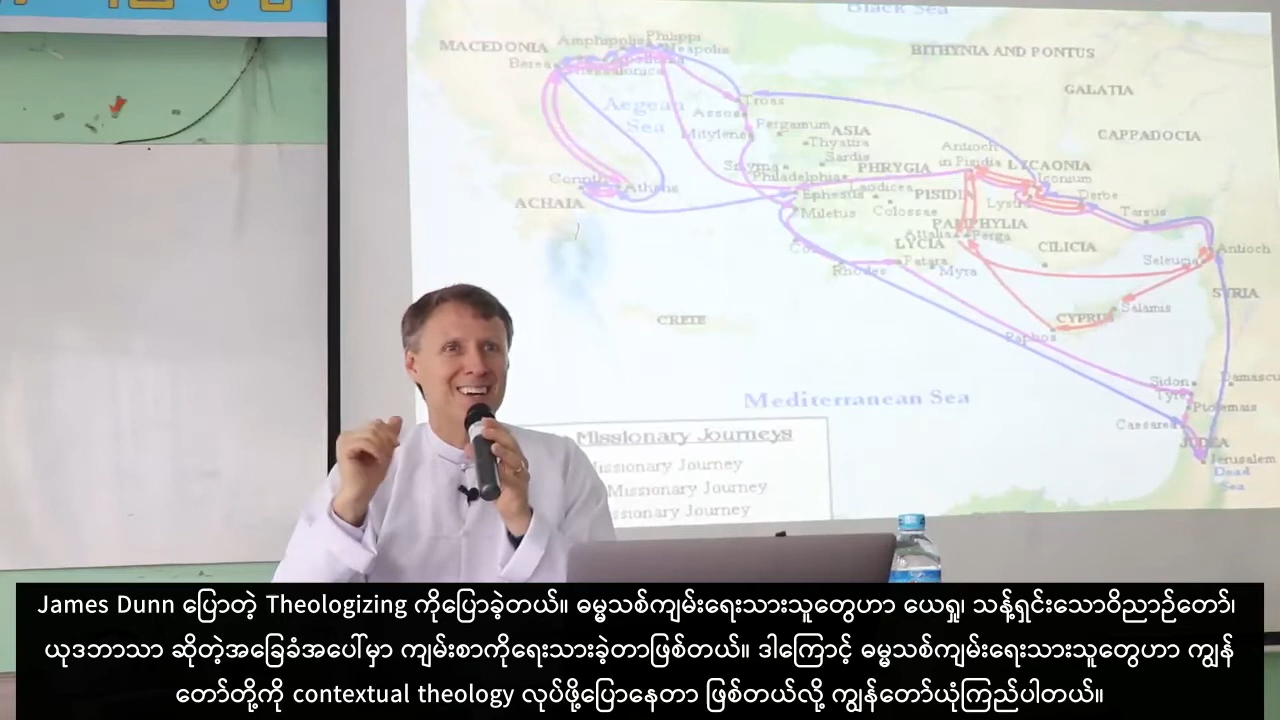 Black Sea
MACEDONIA
Amphipolis
Philippi
Neapolis
Berea
BITHYNIA AND PONTUS
GALATIA
Aegean
Sea
Troas
Assos
CAPPADOCIA
Pergamum
ASIA
Mitylene
Thyatira
Antioch
in Pisidia
Sardis
Smyrna
PHRYGIA
LYCAONIA
Philadelphia
Iconium
Corinth
Athens
Laodicea
Ephesus
PISIDIA
Derbe
ACHAIA
Colossae
Lystra
Miletus
Tarsus
PAMPHYLIA
Attalia
Perga
LYCIA
CILICIA
Antioch
Rhodes
Patara
Myra
Seleucia
SYRIA
Salamis
CRETE
CYPRUS
Paphos
Sidon
Damascu
Tyre
Mediterranean Sea
Ptolemais
Caesarea
Missionary Journeys
JUDEA
Jerusalem
Missionary Journey
Dead
Sea
Missionary Journey
ssionary Journey
James Dunn ပြောတဲ့ Theologizing ကိုပြောခဲ့တယ်။ ဓမ္မသစ်ကျမ်းရေးသားသူတွေဟာ ယေရှု၊ သန့်ရှင်းသောဝိညာဉ်တော်၊
ယုဒဘာသာ ဆိုတဲ့အခြေခံအပေါ်မှာ ကျမ်းစာကိုရေးသားခဲ့တာဖြစ်တယ်။ ဒါကြောင့် ဓမ္မသစ်ကျမ်းရေးသားသူတွေဟာ ကျွန်
တော်တို့ကို contextual theology လုပ်ဖို့ပြောနေတာ ဖြစ်တယ်လို့ ကျွန်တော်ယုံကြည်ပါတယ်။